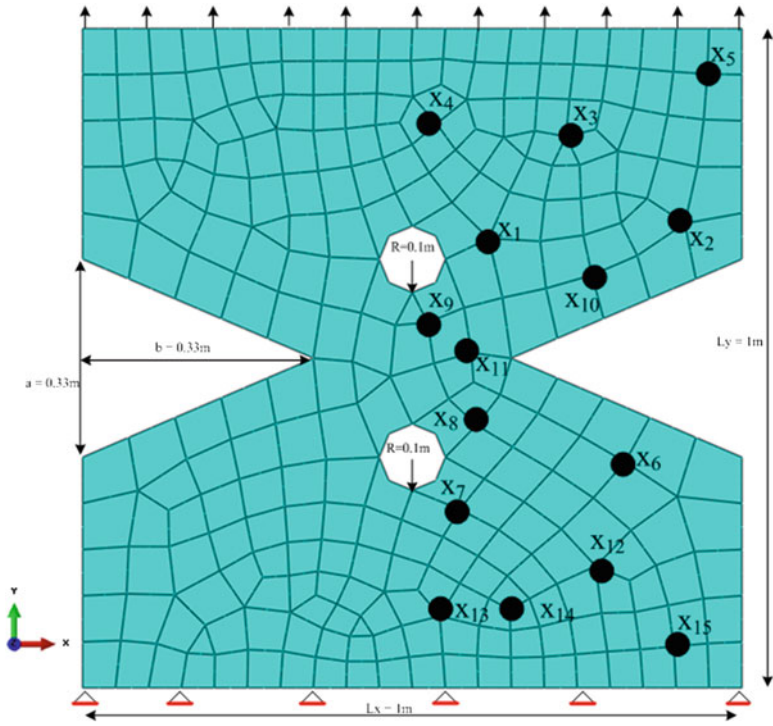 X5
X4
X3
X1
X2
R=0.1m
X10
X9
b = 0.33m
Ly = 1m
X11
a = 0.33m
X8
R=0.1m
X6
X7
X12
Y
X13
X14
X
X15
Lx = 1m